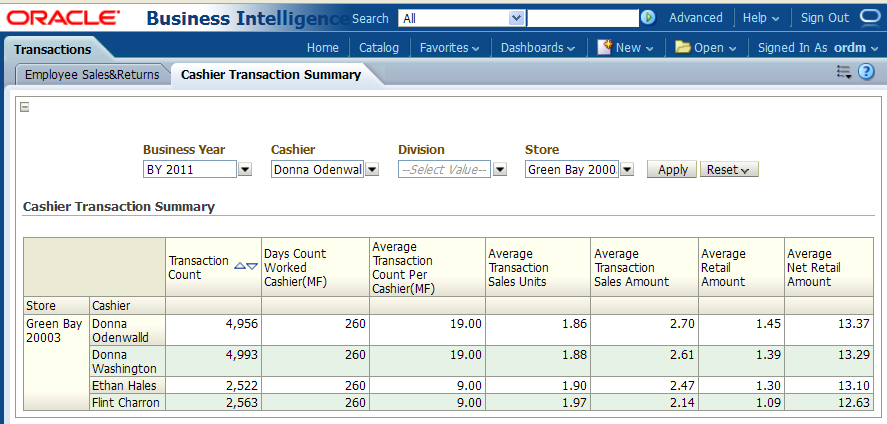 ORACLE Business Intelligence Search All Advanced Help Sign Out
Transactions Home Catalog Favorites Dashboards New Open Signed In As ordm
Employee Sales&Returns Cashier Transaction Summary
Business Year Cashier Division Store
BY 2011 Donna Odenwal --Select Value-- Green Bay 2000 Apply Reset
Cashier Transaction Summary
Transaction Count Days Count Worked Cashier(MF) Average Transaction Count Per Cashier(MF) Average Transaction Sales Units Average Transaction Sales Amount Average Retail Amount Average Net Retail Amount
Store Cashier
Green Bay 20003 Donna Odenwalld 4,956 260 19.00 1.86 2.70 1.45 13.37
Donna Washington 4,993 260 19.00 1.88 2.61 1.39 13.29
Ethan Hales 2,522 260 9.00 1.90 2.47 1.30 13.10
Flint Charron 2,563 260 9.00 1.97 2.14 1.09 12.63